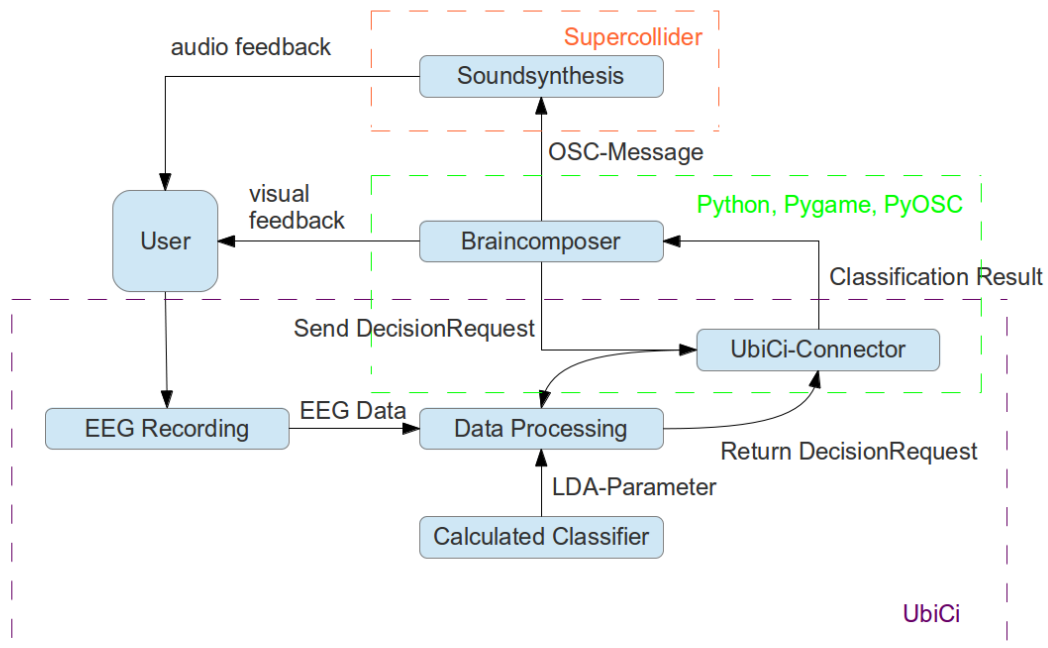 Supercollider
audio feedback
Soundsynthesis
OSC-Message
visual
feedback
Python, Pygame, PyOSC
User
Braincomposer
Classification Result
Send DecisionRequest
UbiCi-Connector
EEG Recording
EEG Data
Data Processing
Return DecisionRequest
LDA-Parameter
Calculated Classifier
UbiCi